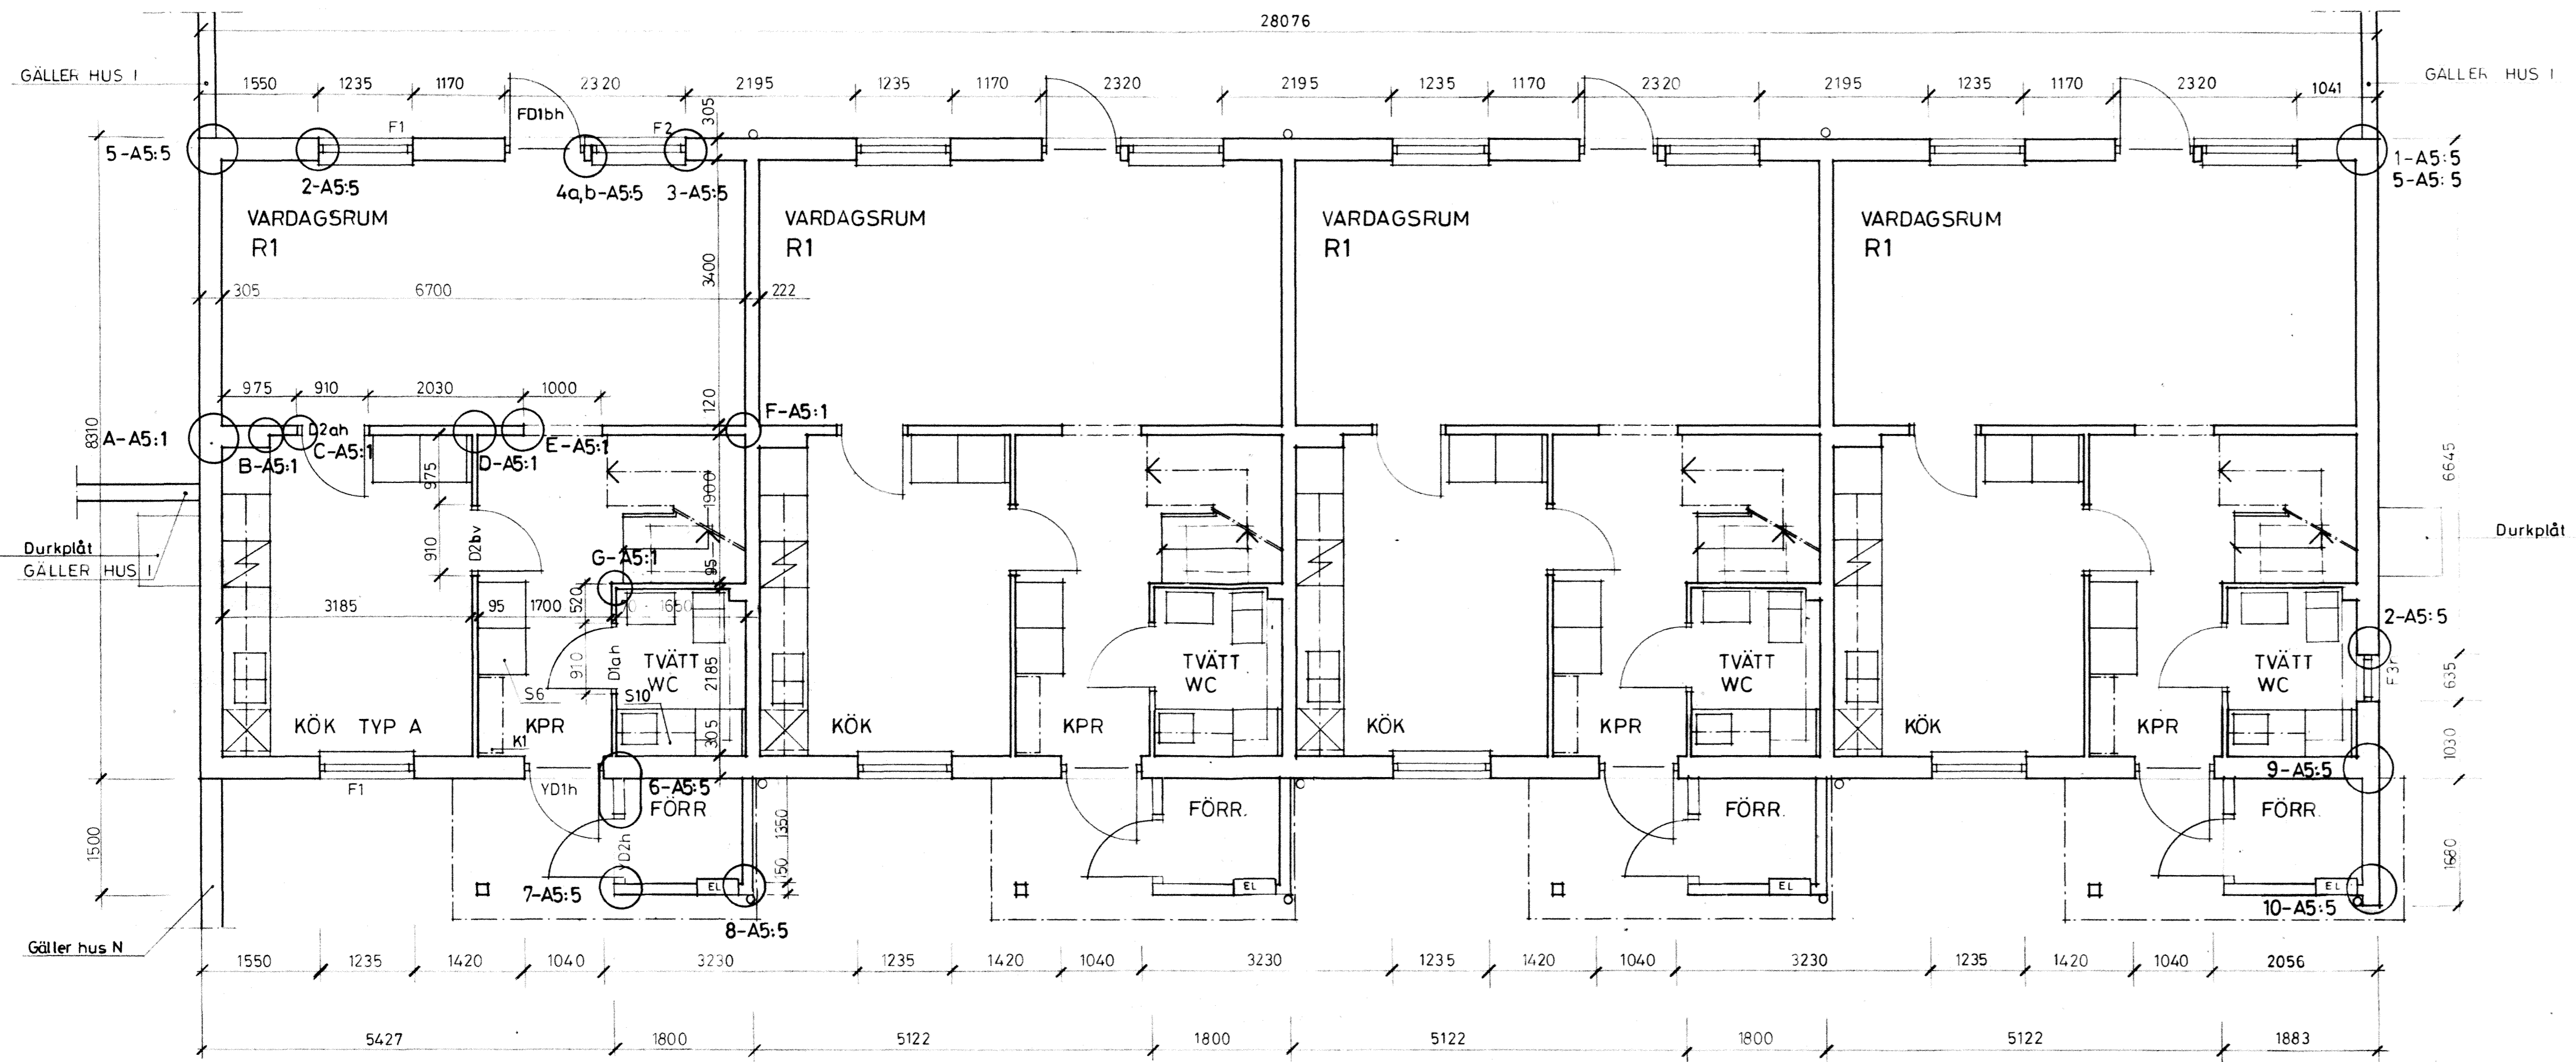 28076
GÄLLER HUS I
GÄLLER HUS I
1550 1235 1170 2320 2195 1235 1170 2320 2195 1235 1170 2320 2195 1235 1170 2320 1041
FD1bh
305
F1
F2
5-A5:5
2-A5:5
4a,b-A5:5
3-A5:5
1-A5:5
5-A5:5
VARDAGSRUM
R1
VARDAGSRUM
R1
VARDAGSRUM
R1
VARDAGSRUM
R1
3400
305 6700 222
975 910 2030 1000
120
8310
A-A5:1
B-A5:1
D2ah
C-A5:1
D-A5:1
E-A5:1
F-A5:1
975
1900
6645
Durkplåt
GÄLLER HUS I
910
D2bv
G-A5:1
95
Durkplåt
3185 95 1700 520 1650
2-A5:5
910
D1ah
TVÄTT
WC
2185
TVÄTT
WC
TVÄTT
WC
TVÄTT
WC
F3r
635
S6
S10
KÖK TYP A
KPR
K1
305
KÖK
KPR
KÖK
KPR
KÖK
KPR
1030
F1
YD1h
6-A5:5
FÖRR
FÖRR.
FÖRR.
9-A5:5
FÖRR.
1500
YD2h
1350
150
1680
7-A5:5
EL
EL
EL
EL
8-A5:5
10-A5:5
Gäller hus N
1550 1235 1420 1040 3230 1235 1420 1040 3230 1235 1420 1040 3230 1235 1420 1040 2056
5427 1800 5122 1800 5122 1800 5122 1883